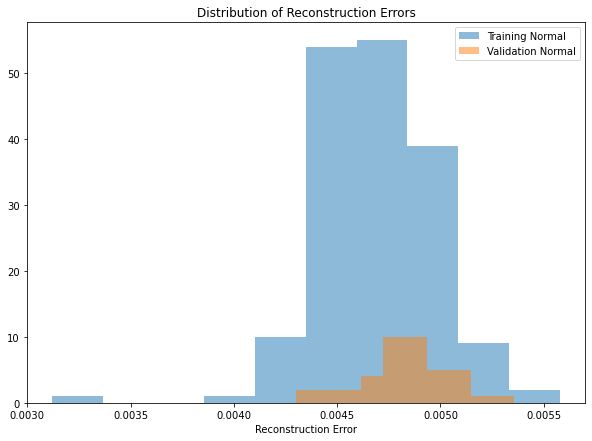 Distribution of Reconstruction Errors
Training Normal
Validation Normal
50
40
30
20
10
0
0.0030 0.0035 0.0040 0.0045 0.0050 0.0055
Reconstruction Error